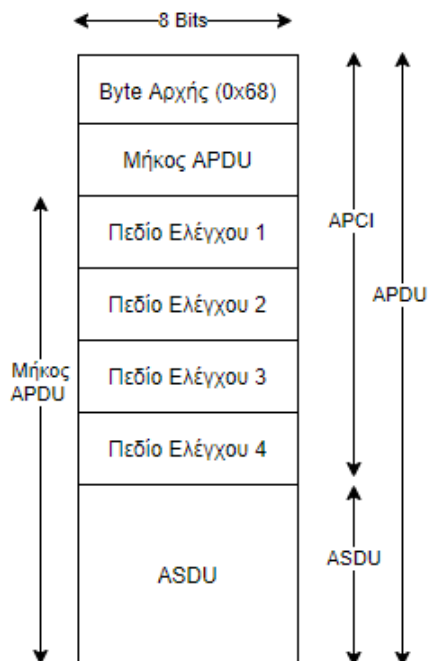 8 Bits
Byte Αρχής (0x68)
Μήκος APDU
Πεδίο Ελέγχου 1
Πεδίο Ελέγχου 2
Πεδίο Ελέγχου 3
Πεδίο Ελέγχου 4
ASDU
Μήκος
APDU
APCI
APDU
ASDU